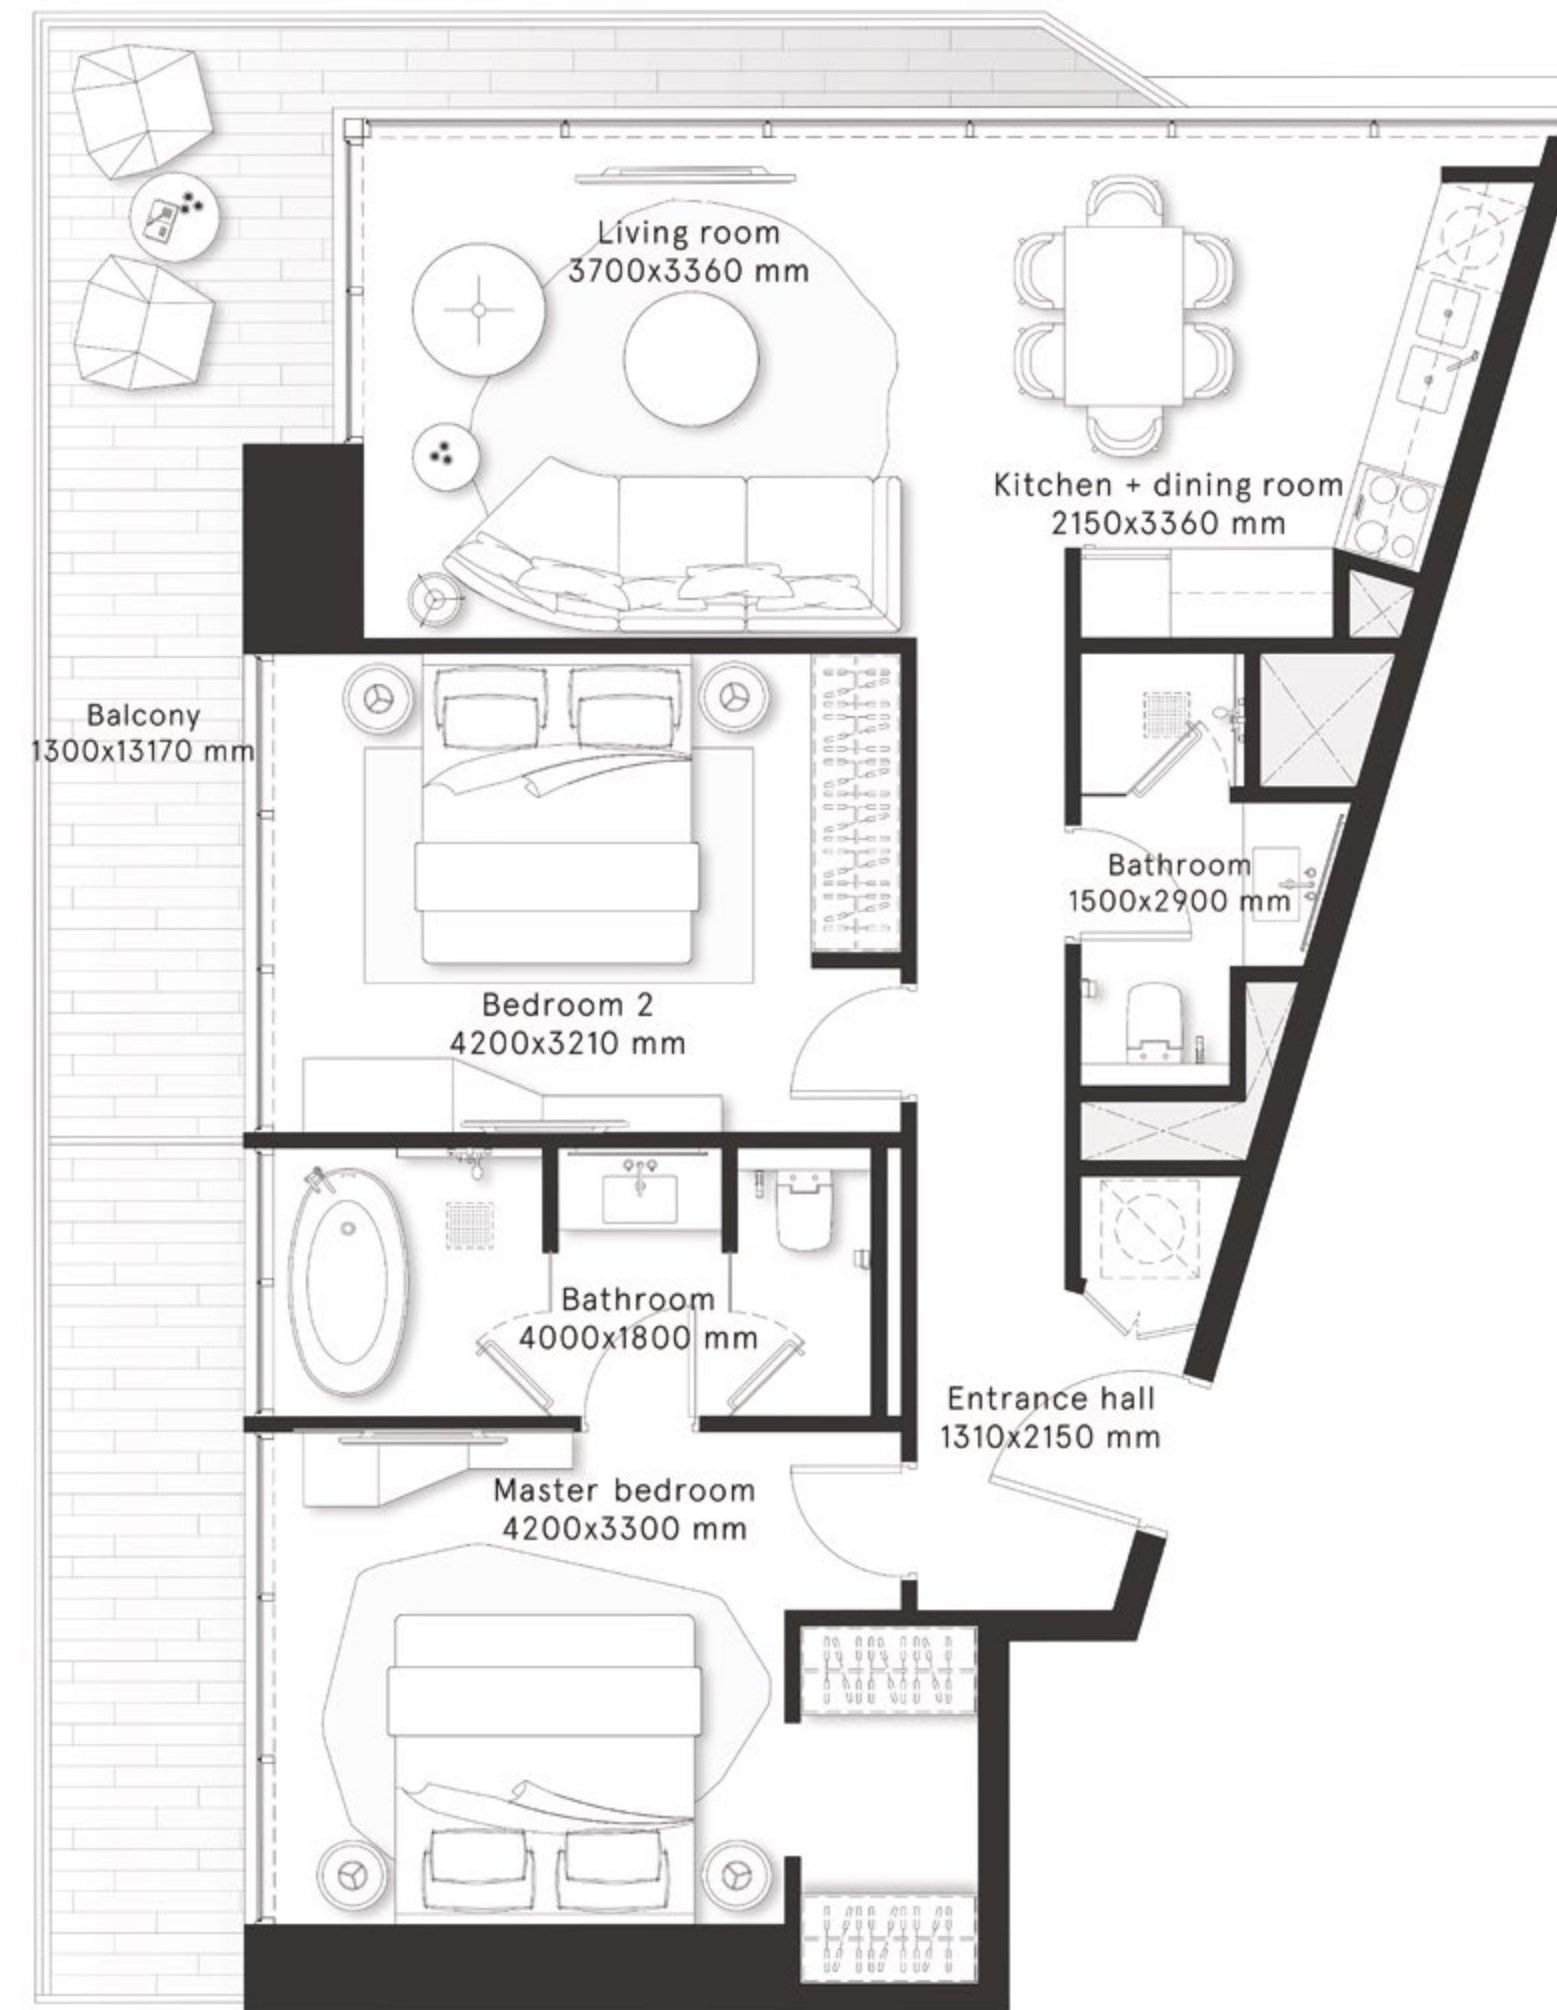 Living room
3700x3360 mm
Kitchen + dining room
2150x3360 mm
Balcony
1300x13170 mm
Bathroom
1500x2900 mm
Bedroom 2
4200x3210 mm
Bathroom
4000x1800 mm
Entrance hall
1310x2150 mm
Master bedroom
4200x3300 mm